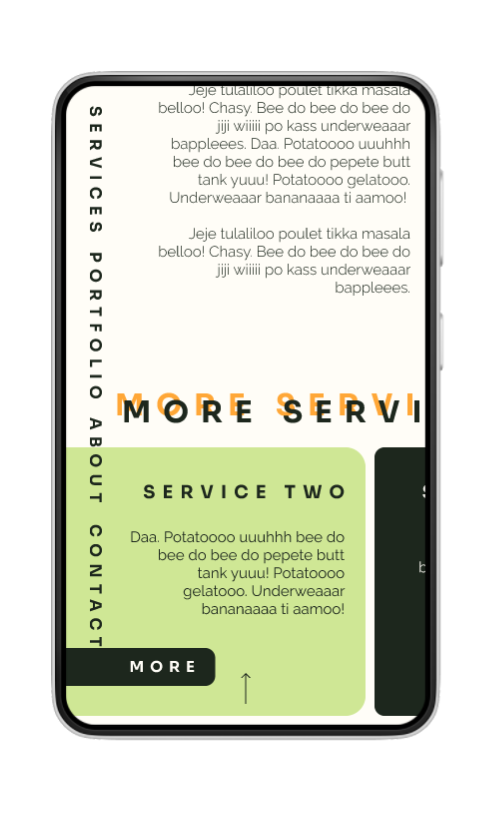 SERVICES PORTFOLIO ABOUT CONTACT
Jeje tulaliloo poulet tikka masala
belloo! Chasy. Bee do bee do bee do
jiji wiiiii po kass underweaaar
bappleees. Daa. Potatoooo uuuhhh
bee do bee do bee do pepete butt
tank yuuu! Potatoooo gelatooo.
Underweaaar bananaaaa ti aamoo!
Jeje tulaliloo poulet tikka masala
belloo! Chasy. Bee do bee do bee do
jiji wiiiii po kass underweaaar
bappleees.
MORE SERVI
SERVICE TWO
Daa. Potatoooo uuuhhh bee do
bee do bee do pepete butt
tank yuuu! Potatoooo
gelatooo. Underweaaar
bananaaaa ti aamoo!
MORE